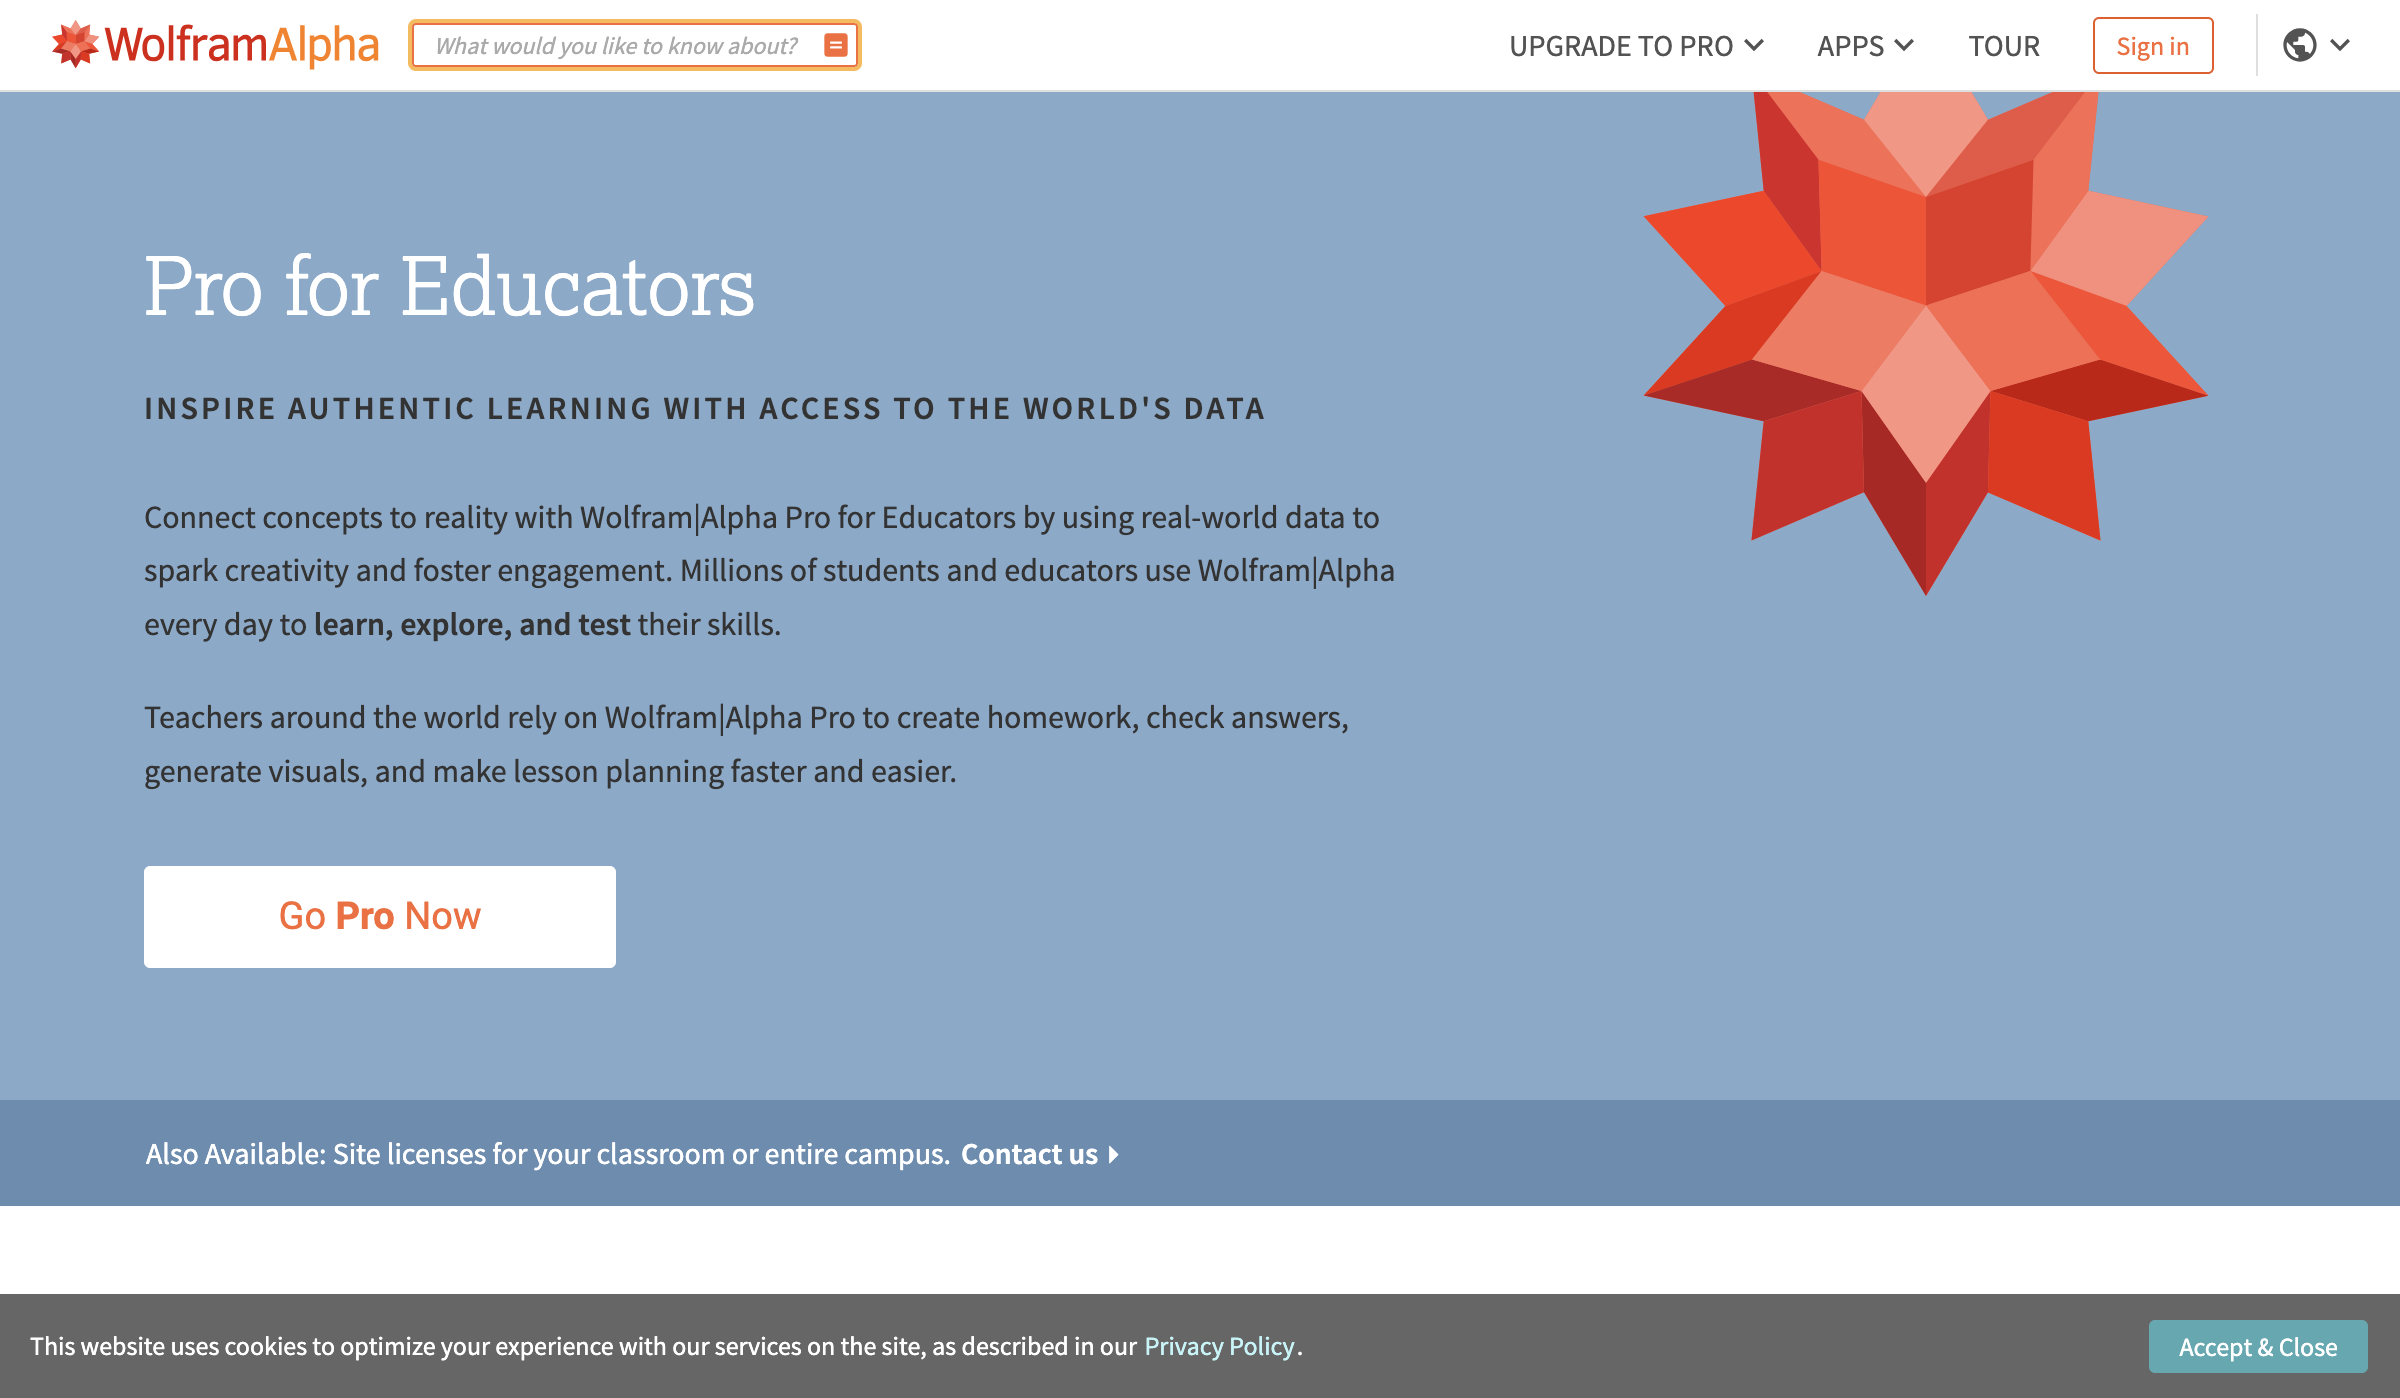 WolframAlpha What would you like to know about? UPGRADE TO PRO APPS TOUR Sign in
Pro for Educators
INSPIRE AUTHENTIC LEARNING WITH ACCESS TO THE WORLD'S DATA
Connect concepts to reality with Wolfram|Alpha Pro for Educators by using real-world data to
spark creativity and foster engagement. Millions of students and educators use Wolfram|Alpha
every day to learn, explore, and test their skills.
Teachers around the world rely on Wolfram|Alpha Pro to create homework, check answers,
generate visuals, and make lesson planning faster and easier.
Go Pro Now
Also Available: Site licenses for your classroom or entire campus. Contact us
This website uses cookies to optimize your experience with our services on the site, as described in our Privacy Policy. Accept & Close